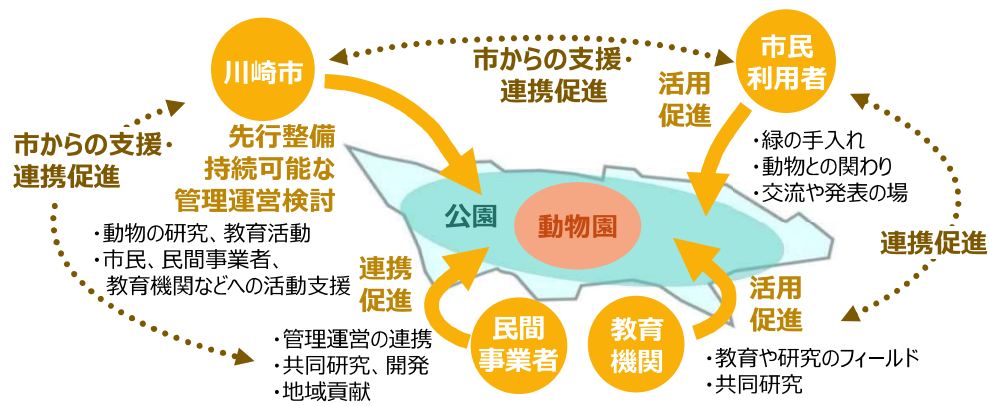 川崎市
市からの支援・
連携促進
市民
利用者
活用
促進
・緑の手入れ
・動物との関わり
・交流や発表の場
市からの支援・
連携促進
先行整備
持続可能な
管理運営検討
・動物の研究、教育活動
・市民、民間事業者、
教育機関などへの活動支援
公園
動物園
連携促進
連携
促進
民間
事業者
・管理運営の連携
・共同研究、開発
・地域貢献
教育
機関
活用
促進
・教育や研究のフィールド
・共同研究